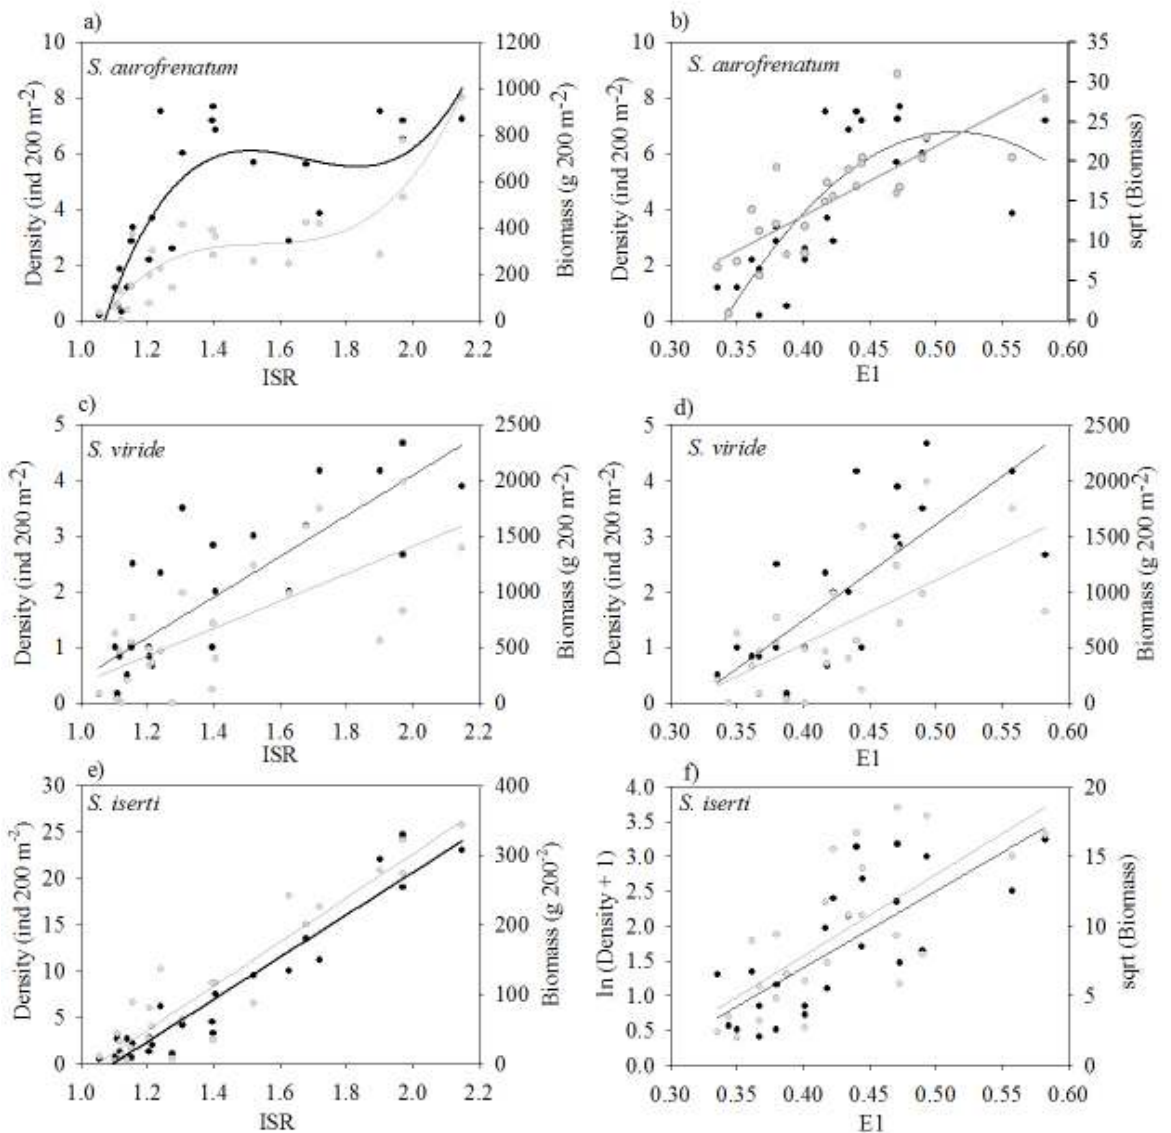 a)
S. aurofrenatum
Density (ind 200 m-2)
10
8
6
4
2
0
Biomass (g 200 m-2)
1200
1000
800
600
400
200
0
1.0 1.2 1.4 1.6 1.8 2.0 2.2
ISR
b)
S. aurofrenatum
Density (ind 200 m-2)
10
8
6
4
2
0
sqrt (Biomass)
35
30
25
20
15
10
5
0
0.30 0.35 0.40 0.45 0.50 0.55 0.60
E1
c)
S. viride
Density (ind 200 m-2)
5
4
3
2
1
0
Biomass (g 200 m-2)
2500
2000
1500
1000
500
0
1.0 1.2 1.4 1.6 1.8 2.0 2.2
ISR
d)
S. viride
Density (ind 200 m-2)
5
4
3
2
1
0
Biomass (g 200 m-2)
2500
2000
1500
1000
500
0
0.30 0.35 0.40 0.45 0.50 0.55 0.60
E1
e)
S. iserti
Density (ind 200 m-2)
30
25
20
15
10
5
0
Biomass (g 200-2)
400
300
200
100
0
1.0 1.2 1.4 1.6 1.8 2.0 2.2
ISR
f)
S. iserti
ln (Density + 1)
4.0
3.5
3.0
2.5
2.0
1.5
1.0
0.5
0.0
sqrt (Biomass)
20
15
10
5
0
0.30 0.35 0.40 0.45 0.50 0.55 0.60
E1